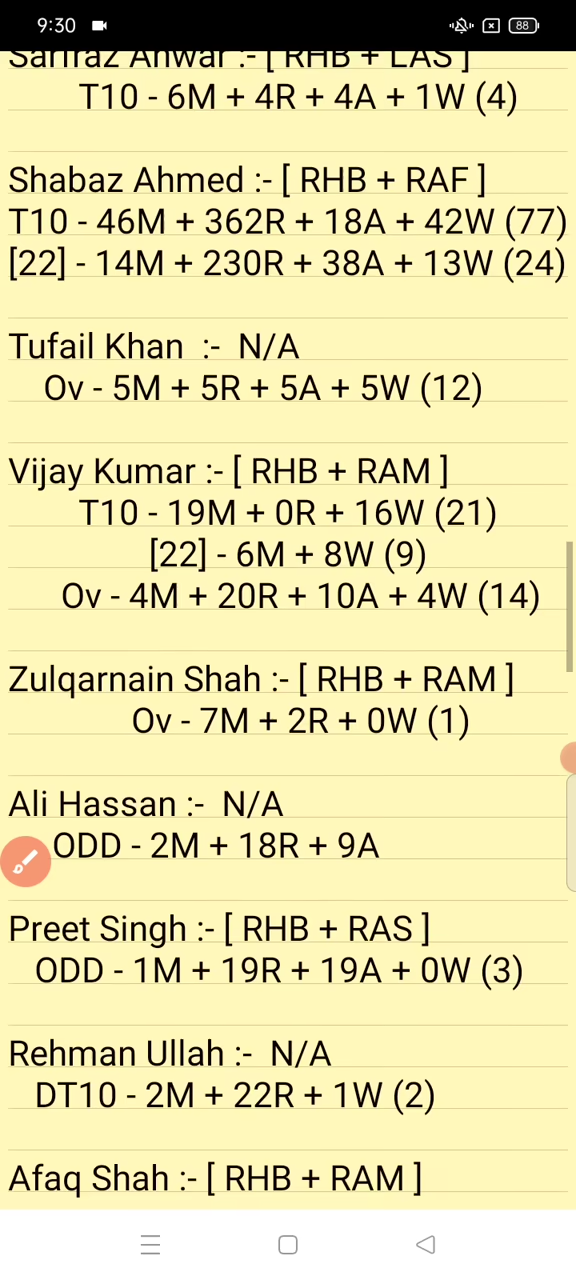 9:30
88
Sarfraz Anwar :- [ RHB + LAS ]
T10 - 6M + 4R + 4A + 1W (4)
Shabaz Ahmed :- [ RHB + RAF ]
T10 - 46M + 362R + 18A + 42W (77)
[22] - 14M + 230R + 38A + 13W (24)
Tufail Khan :- N/A
Ov - 5M + 5R + 5A + 5W (12)
Vijay Kumar :- [ RHB + RAM ]
T10 - 19M + 0R + 16W (21)
[22] - 6M + 8W (9)
Ov - 4M + 20R + 10A + 4W (14)
Zulqarnain Shah :- [ RHB + RAM ]
Ov - 7M + 2R + 0W (1)
Ali Hassan :- N/A
ODD - 2M + 18R + 9A
Preet Singh :- [ RHB + RAS ]
ODD - 1M + 19R + 19A + 0W (3)
Rehman Ullah :- N/A
DT10 - 2M + 22R + 1W (2)
Afaq Shah :- [ RHB + RAM ]